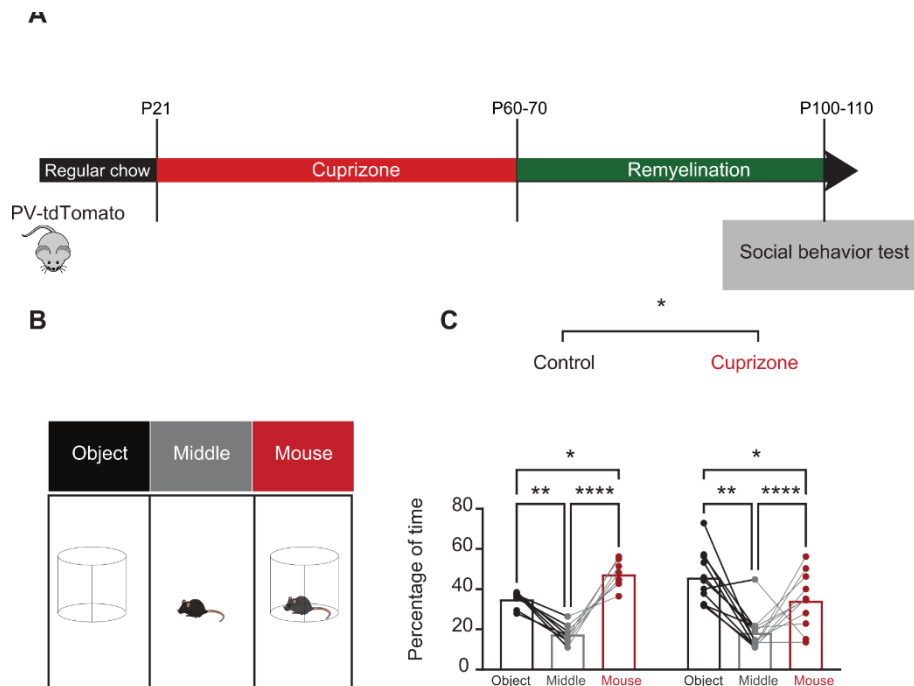 A
P21 P60-70 P100-110
Regular chow Cuprizone Remyelination
PV-tdTomato
Social behavior test
B
Object Middle Mouse
C
*
Control Cuprizone
* *
** **** ** ****
Percentage of time
80
60
40
20
0
Object Middle Mouse Object Middle Mouse